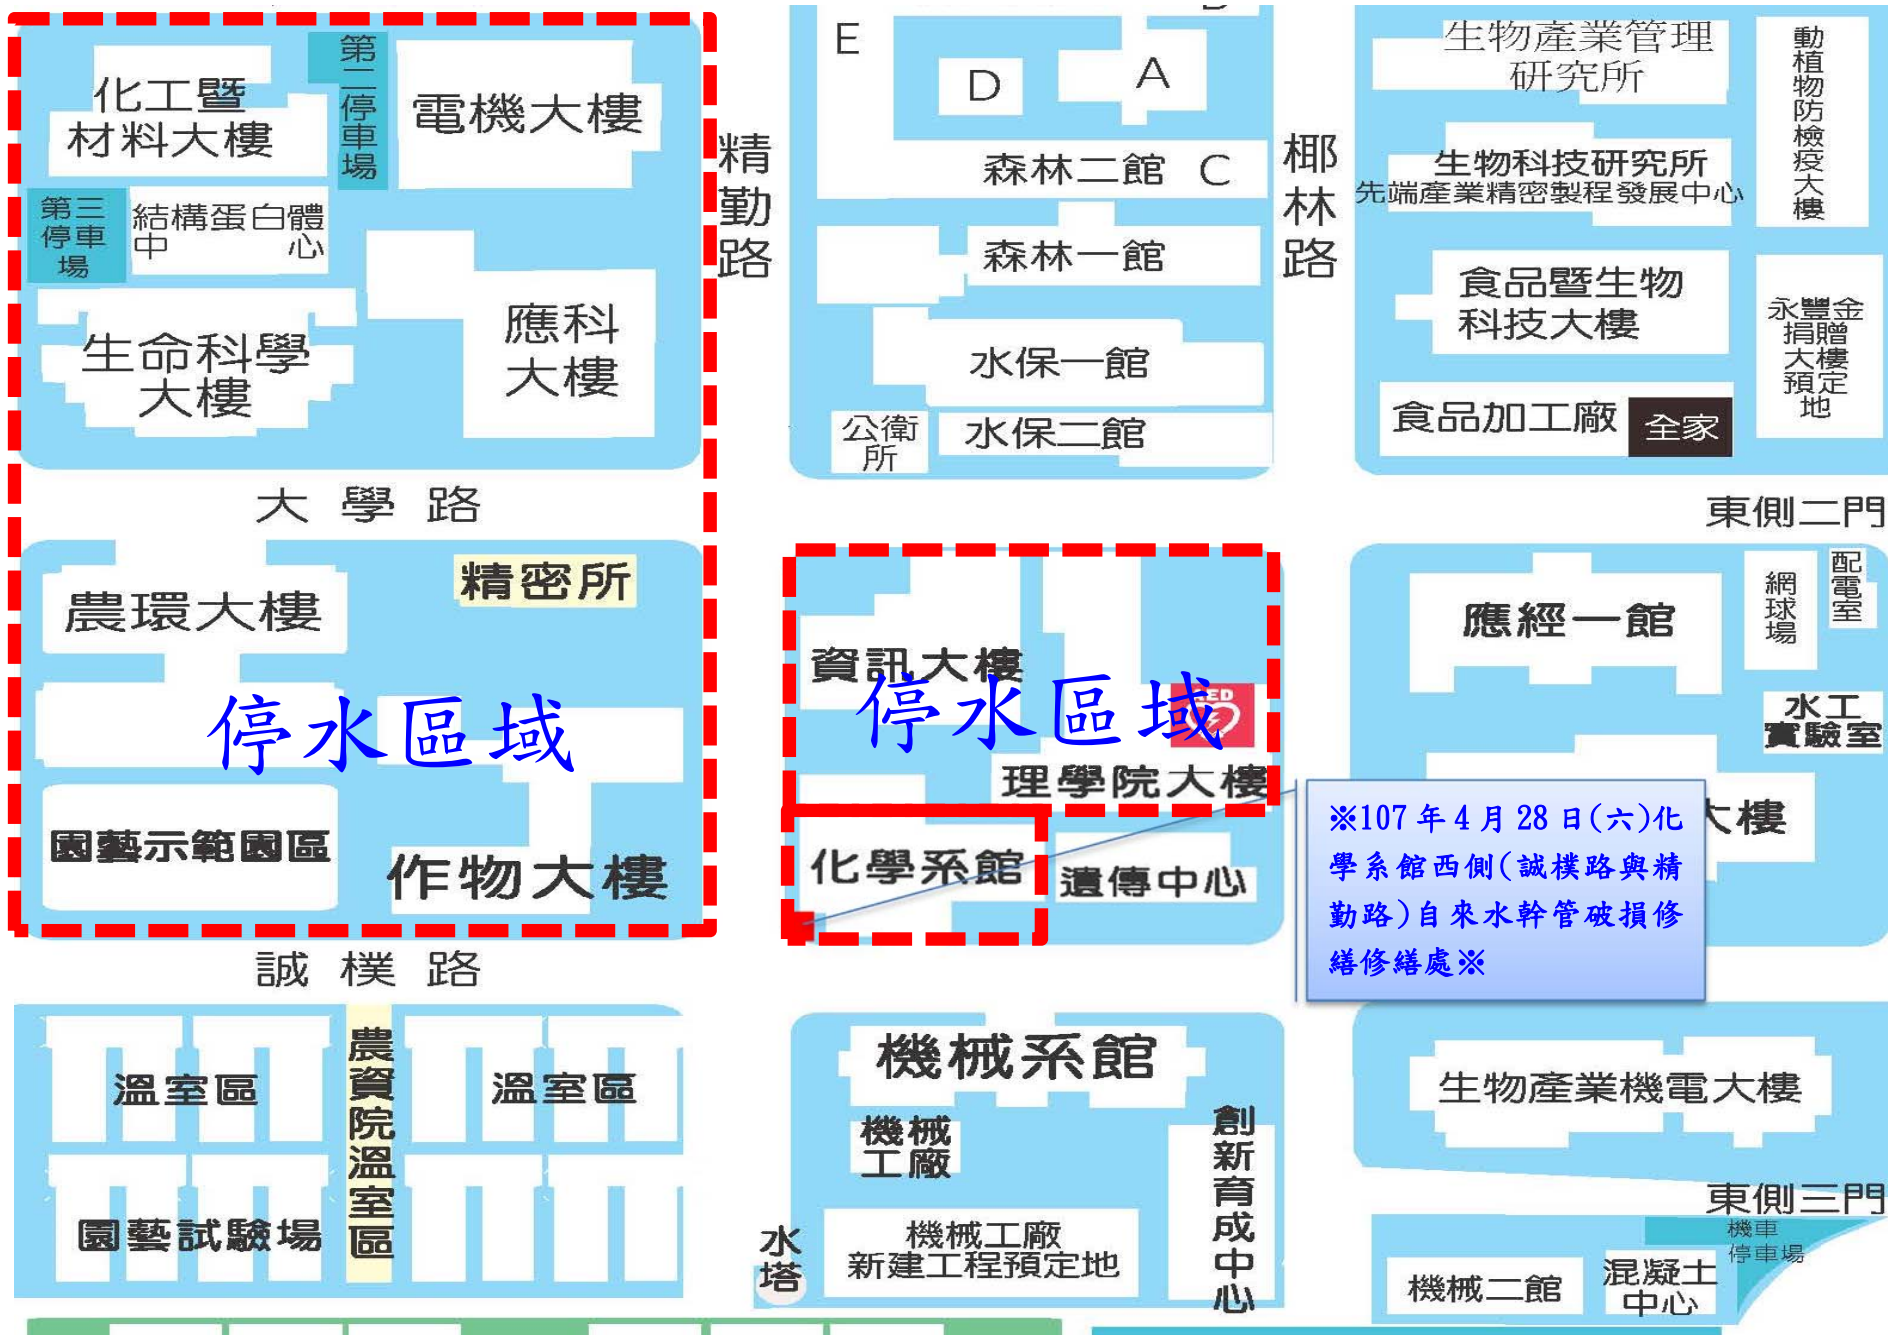 化工暨
材料大樓
第二停車場
電機大樓
第三
停車
場
結構蛋白體
中心
生命科學
大樓
應科
大樓
精勤路
E
D
A
森林二館 C
森林一館
水保一館
公衛
所
水保二館
椰林路
生物產業管理
研究所
生物科技研究所
先端產業精密製程發展中心
動植物防檢疫大樓
食品暨生物
科技大樓
永豐金
捐贈
大樓
預定
地
食品加工廠
全家
大學路
東側二門
農環大樓
精密所
停水區域
園藝示範園區
作物大樓
資訊大樓
停水區域
理學院大樓
化學系館
遺傳中心
應經一館
網球場
配電室
水工
實驗室
大樓
※107年4月28日(六)化
學系館西側(誠樸路與精
勤路)自來水幹管破損修
繕修繕處※
誠樸路
溫室區
農資院溫室區
溫室區
園藝試驗場
機械系館
機械
工廠
創新育成中心
水塔
機械工廠
新建工程預定地
生物產業機電大樓
東側三門
機車
停車場
機械二館
混凝土
中心